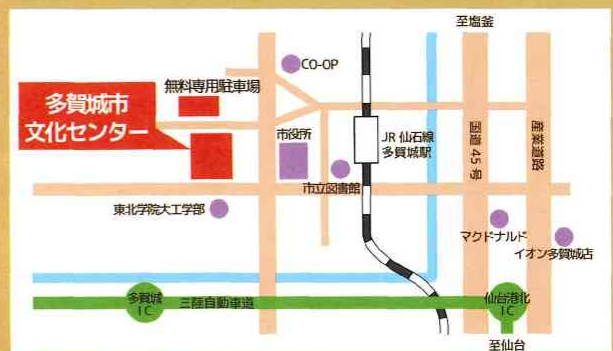 至塩釜
CO-OP
無料専用駐車場
多賀城市
文化センター
市役所
JR 仙石線
多賀城駅
国道45号
産業道路
市立図書館
東北学院大工学部
マクドナルド
イオン多賀城店
多賀城
IC
三陸自動車道
仙台港北
IC
至仙台